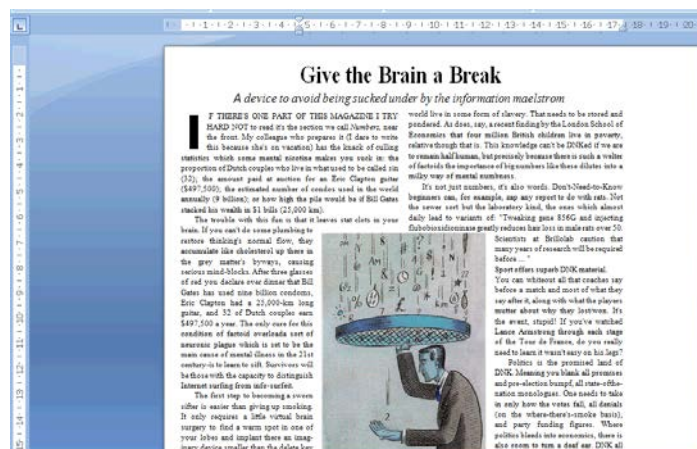 Give the Brain a Break
A device to avoid being sucked under by the information maelstrom
IF THERE'S ONE PART OF THIS MAGAZINE I TRY
HARD NOT to read it's the section we call Numbers, near
the front. My colleague who prepares it (I dare to write
this because she's on vacation) has the knack of culling
statistics which some mental nicotine makes you suck in: the
proportion of Dutch couples who live in what used to be called sin
(32); the amount paid at auction for an Eric Clapton guitar
($497,500); the estimated number of condos used in the world
annually (9 billion); or how high the pile would be if Bill Gates
stacked his wealth in $1 bills (25,000 km).
The trouble with this fun is that it leaves stat clots in your
brain. If you can't do some plumbing to
restore thinking's normal flow, they
accumulate like cholesterol up there in
the grey matter's byways, causing
serious mind-blocks. After three glasses
of red you declare over dinner that Bill
Gates has used nine billion condoms,
Eric Clapton had a 25,000-km long
guitar, and 32 of Dutch couples earn
$497,500 a year. The only cure for this
condition of factoid overloada sort of
neuronic plague which is set to be the
main cause of mental illness in the 21st
century-is to learn to sift. Survivors will
be those with the capacity to distinguish
Internet surfing from info-surfeit.
The first step to becoming a sworn
sifter is easier than giving up smoking.
It only requires a little virtual brain
surgery to find a warm spot in one of
your lobes and implant there an imag-
inary device smaller than the delete key
world live in some form of slavery. That needs to be stored and
pondered. As does, say, a recent finding by the London School of
Economics that four million British children live in poverty,
relative though that is. This knowledge can't be DNKed if we are
to remain half human, but precisely because there is such a welter
of factoids the importance of big numbers like these dilutes into a
milky way of mental numbness.
It's not just numbers, it's also words. Don't-Need-to-Know
beginners can, for example, zap any report to do with rats. Not
the sewer sort but the laboratory kind, the ones which almost
daily lead to variants of: "Tweaking gene 856G and injecting
greatly reduces hair loss in male rats over 50.
Scientists at Brillolab caution that
many years of research will be required
before ... "
Sport offers superb DNK material.
You can whiteout all that coaches say
before a match and most of what they
say after it, along with what the players
mutter about why they lost/won. It's
the event, stupid! If you've watched
Lance Armstrong through each stage
of the Tour de France, do you really
need to learn it wasn't easy on his legs?
Politics is the promised land of
DNK. Meaning you blank all promises
and pre-election bumpf, all state-ofthe-
nation monologues. One needs to take
in only how the votes fall, all denials
(on the where-there's-smoke basis),
and party funding figures. Where
politics bleeds into economics, there is
also room to turn a deaf ear. DNK all